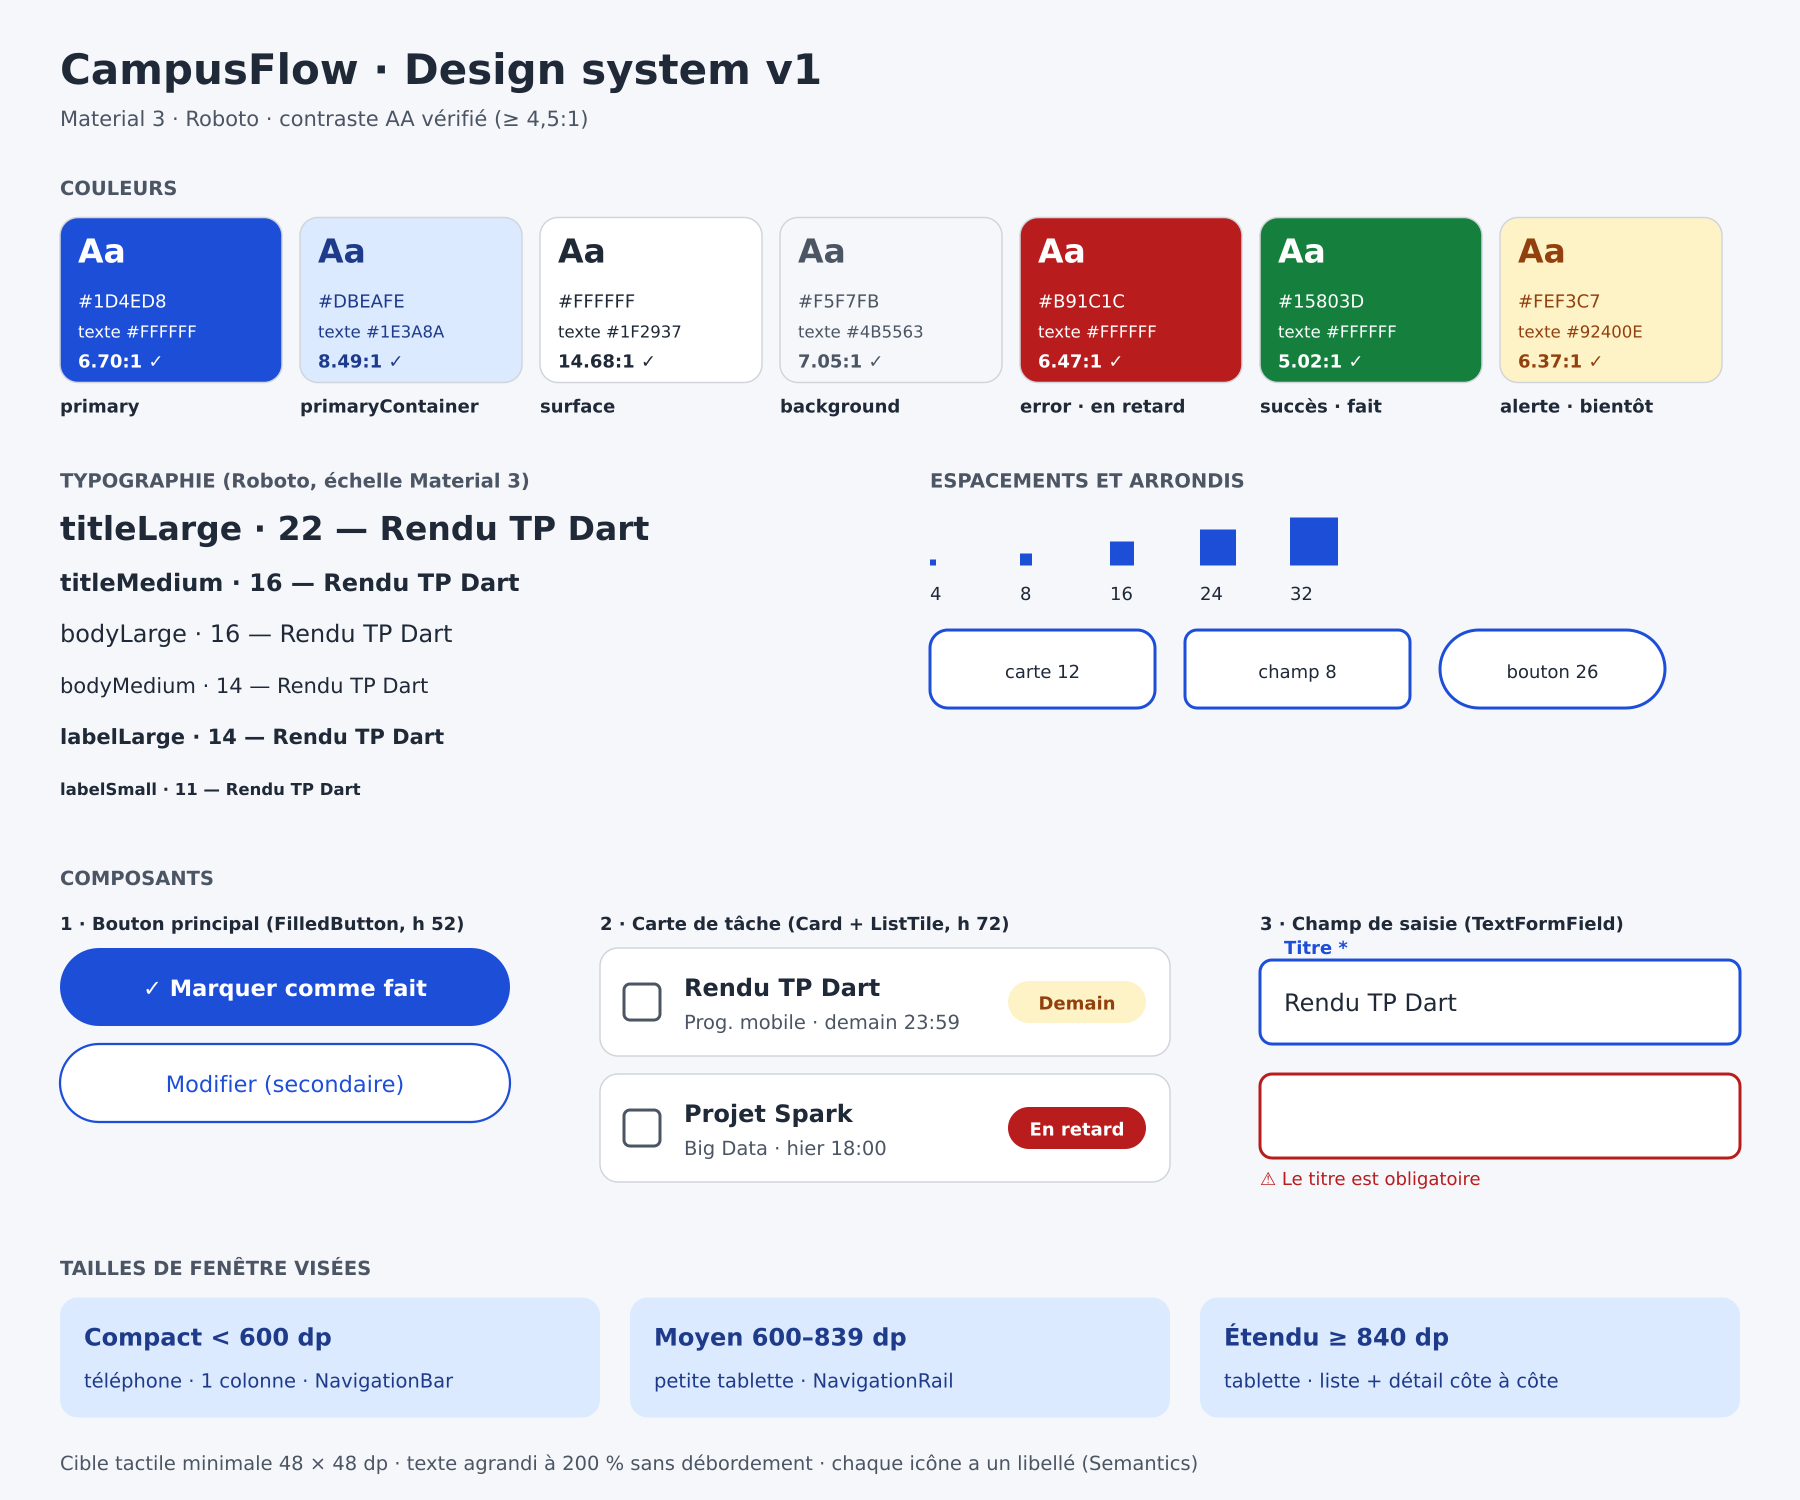 CampusFlow · Design system v1
Material 3 · Roboto · contraste AA vérifié (≥ 4,5:1)
COULEURS
Aa
#1D4ED8
texte #FFFFFF
6.70:1 ✓
primary
Aa
#DBEAFE
texte #1E3A8A
8.49:1 ✓
primaryContainer
Aa
#FFFFFF
texte #1F2937
14.68:1 ✓
surface
Aa
#F5F7FB
texte #4B5563
7.05:1 ✓
background
Aa
#B91C1C
texte #FFFFFF
6.47:1 ✓
error · en retard
Aa
#15803D
texte #FFFFFF
5.02:1 ✓
succès · fait
Aa
#FEF3C7
texte #92400E
6.37:1 ✓
alerte · bientôt
TYPOGRAPHIE (Roboto, échelle Material 3)
titleLarge · 22 — Rendu TP Dart
titleMedium · 16 — Rendu TP Dart
bodyLarge · 16 — Rendu TP Dart
bodyMedium · 14 — Rendu TP Dart
labelLarge · 14 — Rendu TP Dart
labelSmall · 11 — Rendu TP Dart
ESPACEMENTS ET ARRONDIS
4
8
16
24
32
carte 12
champ 8
bouton 26
COMPOSANTS
1 · Bouton principal (FilledButton, h 52)
✓ Marquer comme fait
Modifier (secondaire)
2 · Carte de tâche (Card + ListTile, h 72)
Rendu TP Dart
Prog. mobile · demain 23:59
Demain
Projet Spark
Big Data · hier 18:00
En retard
3 · Champ de saisie (TextFormField)
Titre *
Rendu TP Dart
⚠ Le titre est obligatoire
TAILLES DE FENÊTRE VISÉES
Compact < 600 dp
téléphone · 1 colonne · NavigationBar
Moyen 600–839 dp
petite tablette · NavigationRail
Étendu ≥ 840 dp
tablette · liste + détail côte à côte
Cible tactile minimale 48 × 48 dp · texte agrandi à 200 % sans débordement · chaque icône a un libellé (Semantics)